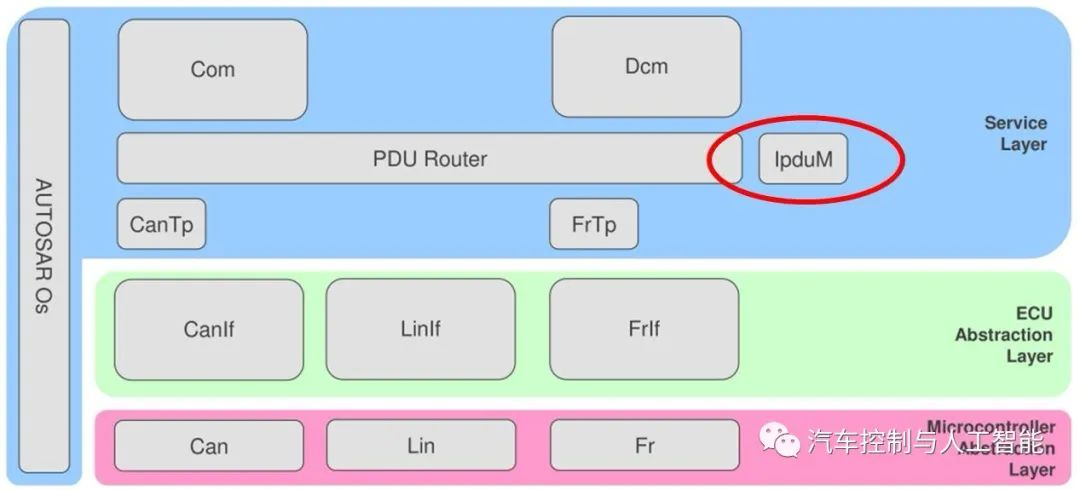 AUTOSAR Os
Com
Dcm
Service
Layer
PDU Router
IpduM
CanTp
FrTp
CanIf
LinIf
FrIf
ECU
Abstraction
Layer
Can
Lin
Fr
Microcontroller
Abstraction
Layer
汽车控制与人工智能